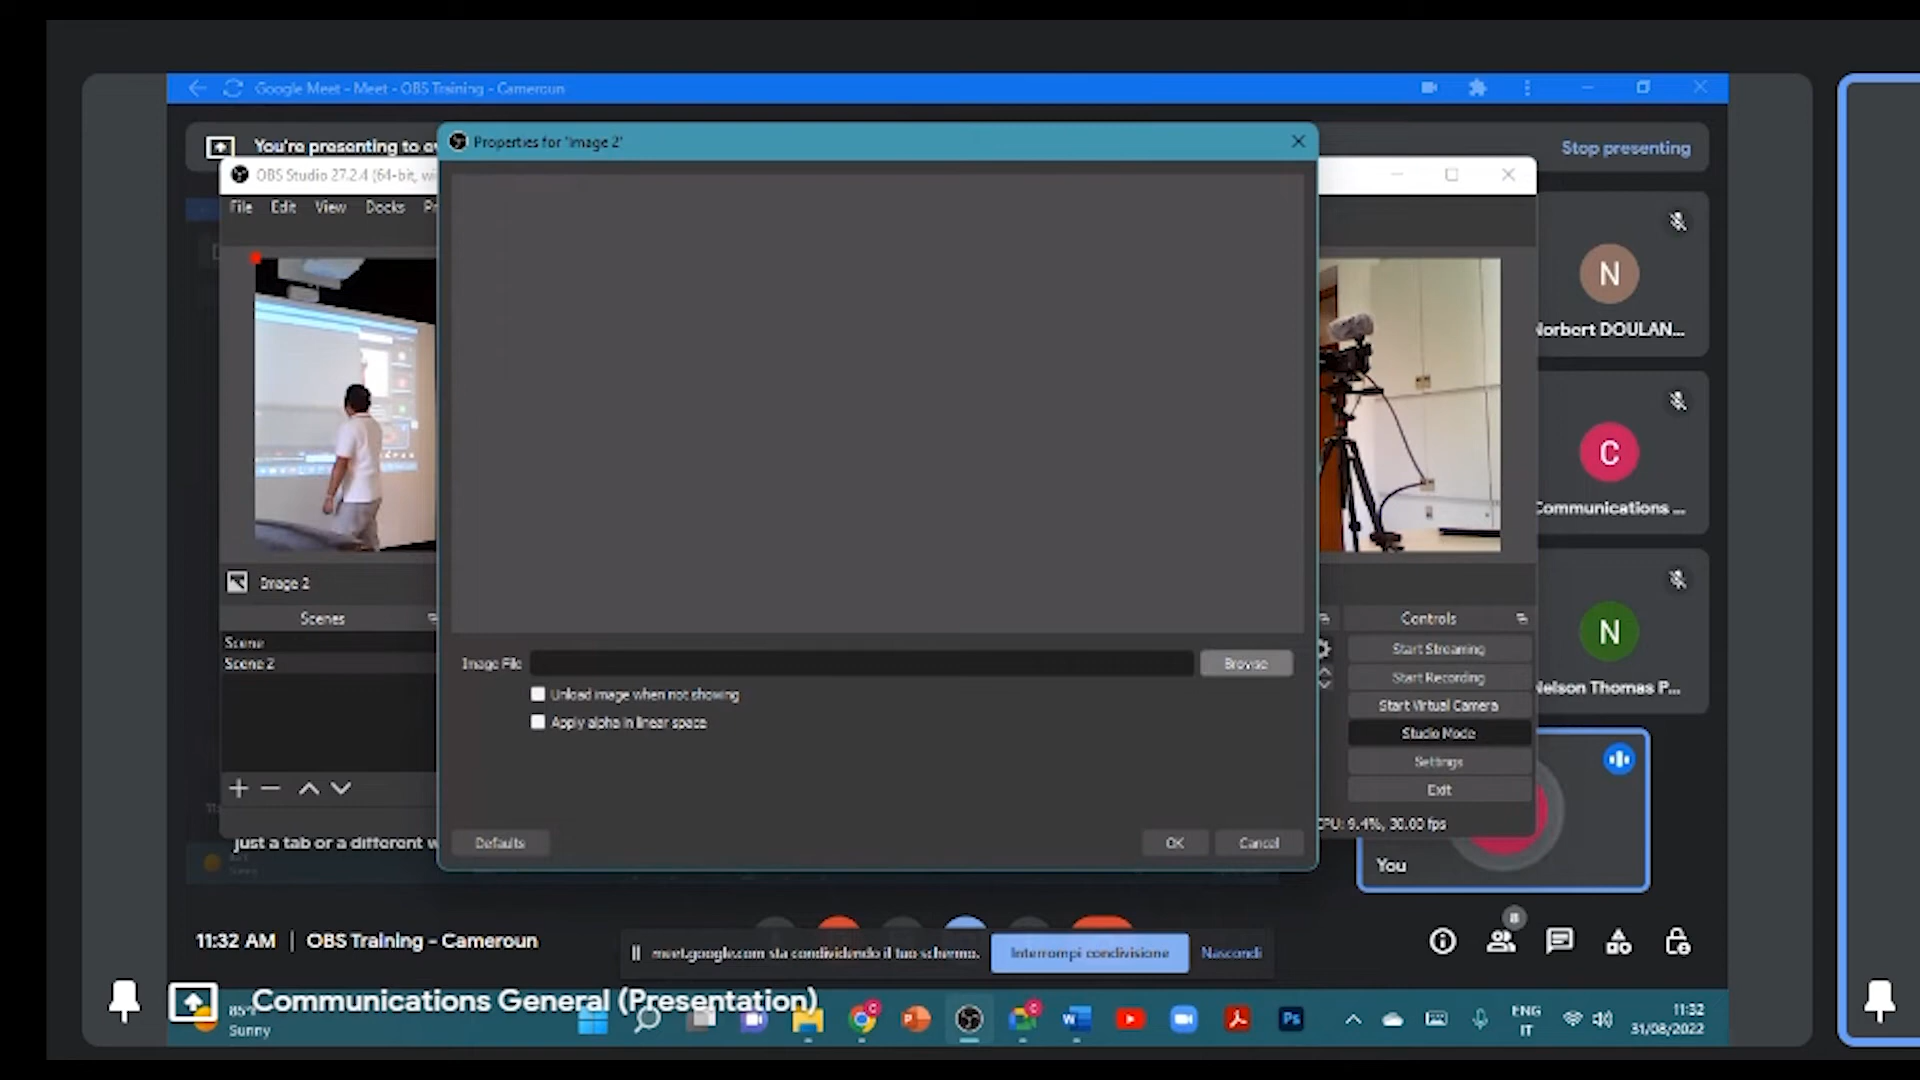 Google Meet - Meet - OBS Training - Cameroun
You're presenting to
Stop presenting
Properties for 'Image 2'
OBS Studio 27.2.4 (64-bit,
File Edit View Docks
N
Norbert DOULAN...
C
Communications ...
N
Nelson Thomas P...
Image 2
Scenes
Scene
Scene 2
Controls
Start Streaming
Start Recording
Start Virtual Camera
Studio Mode
Settings
Exit
Image File
Browse
Unload image when not showing
Apply alpha in linear space
Defaults
OK
Cancel
CPU: 9.4%, 30.00 fps
just a tab or a different
You
11:32 AM | OBS Training - Cameroun
8
meet.google.com sta condividendo il tuo schermo.
Interrompi condivisione
Nascondi
Communications General (Presentation)
85°F
Sunny
Ps
ENG
IT
11:32
31/08/2022